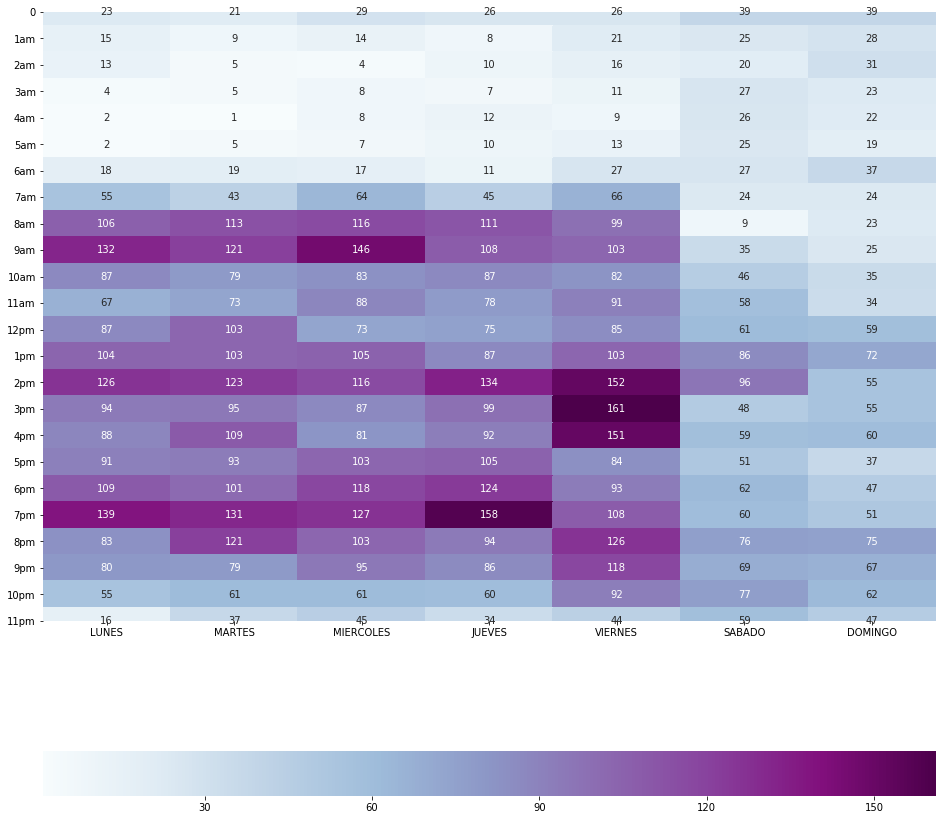 0 23 21 29 26 26 39 39
1am 15 9 14 8 21 25 28
2am 13 5 4 10 16 20 31
3am 4 5 8 7 11 27 23
4am 2 1 8 12 9 26 22
5am 2 5 7 10 13 25 19
6am 18 19 17 11 27 27 37
7am 55 43 64 45 66 24 24
8am 106 113 116 111 99 9 23
9am 132 121 146 108 103 35 25
10am 87 79 83 87 82 46 35
11am 67 73 88 78 91 58 34
12pm 87 103 73 75 85 61 59
1pm 104 103 105 87 103 86 72
2pm 126 123 116 134 152 96 55
3pm 94 95 87 99 161 48 55
4pm 88 109 81 92 151 59 60
5pm 91 93 103 105 84 51 37
6pm 109 101 118 124 93 62 47
7pm 139 131 127 158 108 60 51
8pm 83 121 103 94 126 76 75
9pm 80 79 95 86 118 69 67
10pm 55 61 61 60 92 77 62
11pm 16 37 45 34 44 59 47
LUNES MARTES MIERCOLES JUEVES VIERNES SABADO DOMINGO
30 60 90 120 150